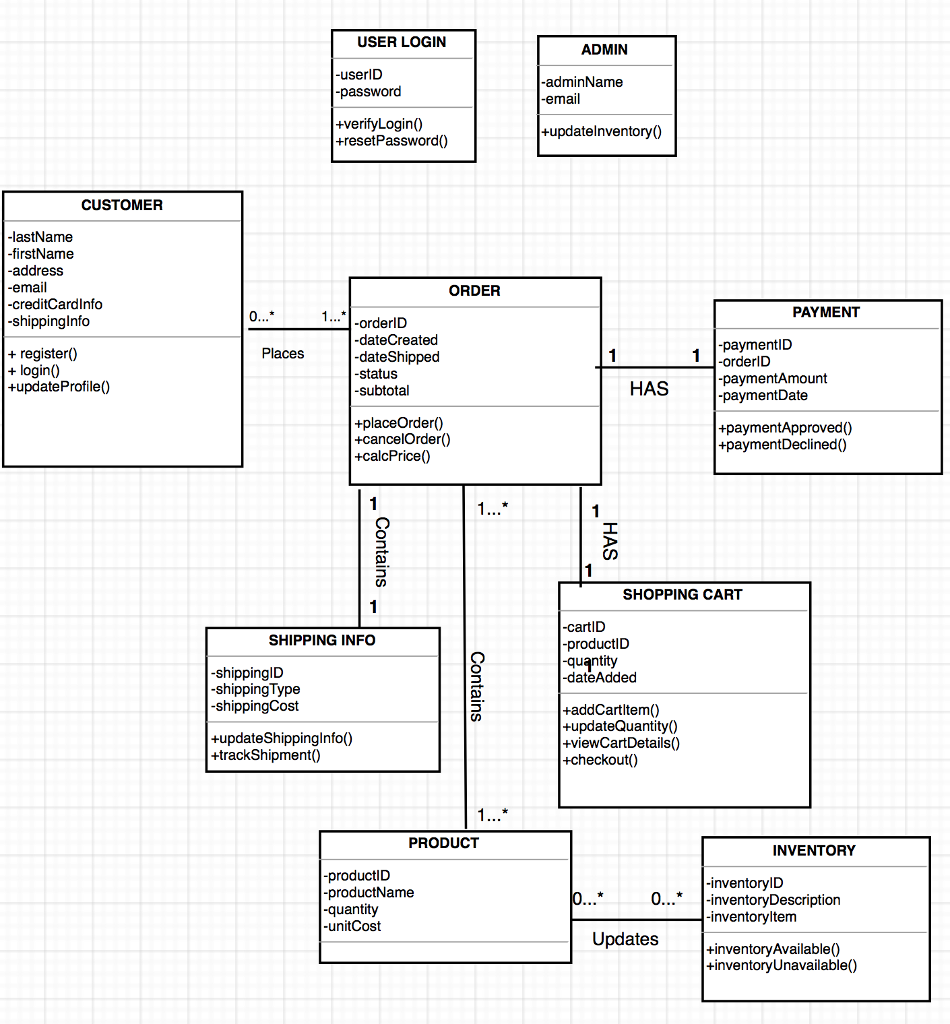 USER LOGIN
-userID
-password
+verifyLogin()
+resetPassword()
ADMIN
-adminName
-email
+updateInventory()
CUSTOMER
-lastName
-firstName
-address
-email
-creditCardInfo
-shippingInfo
+ register()
+ login()
+updateProfile()
0...*
1...*
Places
ORDER
-orderID
-dateCreated
-dateShipped
-status
-subtotal
+placeOrder()
+cancelOrder()
+calcPrice()
1
1
HAS
PAYMENT
-paymentID
-orderID
-paymentAmount
-paymentDate
+paymentApproved()
+paymentDeclined()
1
Contains
1
1...*
Contains
1...*
1
HAS
1
SHIPPING INFO
-shippingID
-shippingType
-shippingCost
+updateShippingInfo()
+trackShipment()
SHOPPING CART
-cartID
-productID
-quantity
1
-dateAdded
+addCartItem()
+updateQuantity()
+viewCartDetails()
+checkout()
PRODUCT
-productID
-productName
-quantity
-unitCost
0...*
0...*
Updates
INVENTORY
-inventoryID
-inventoryDescription
-inventoryItem
+inventoryAvailable()
+inventoryUnavailable()